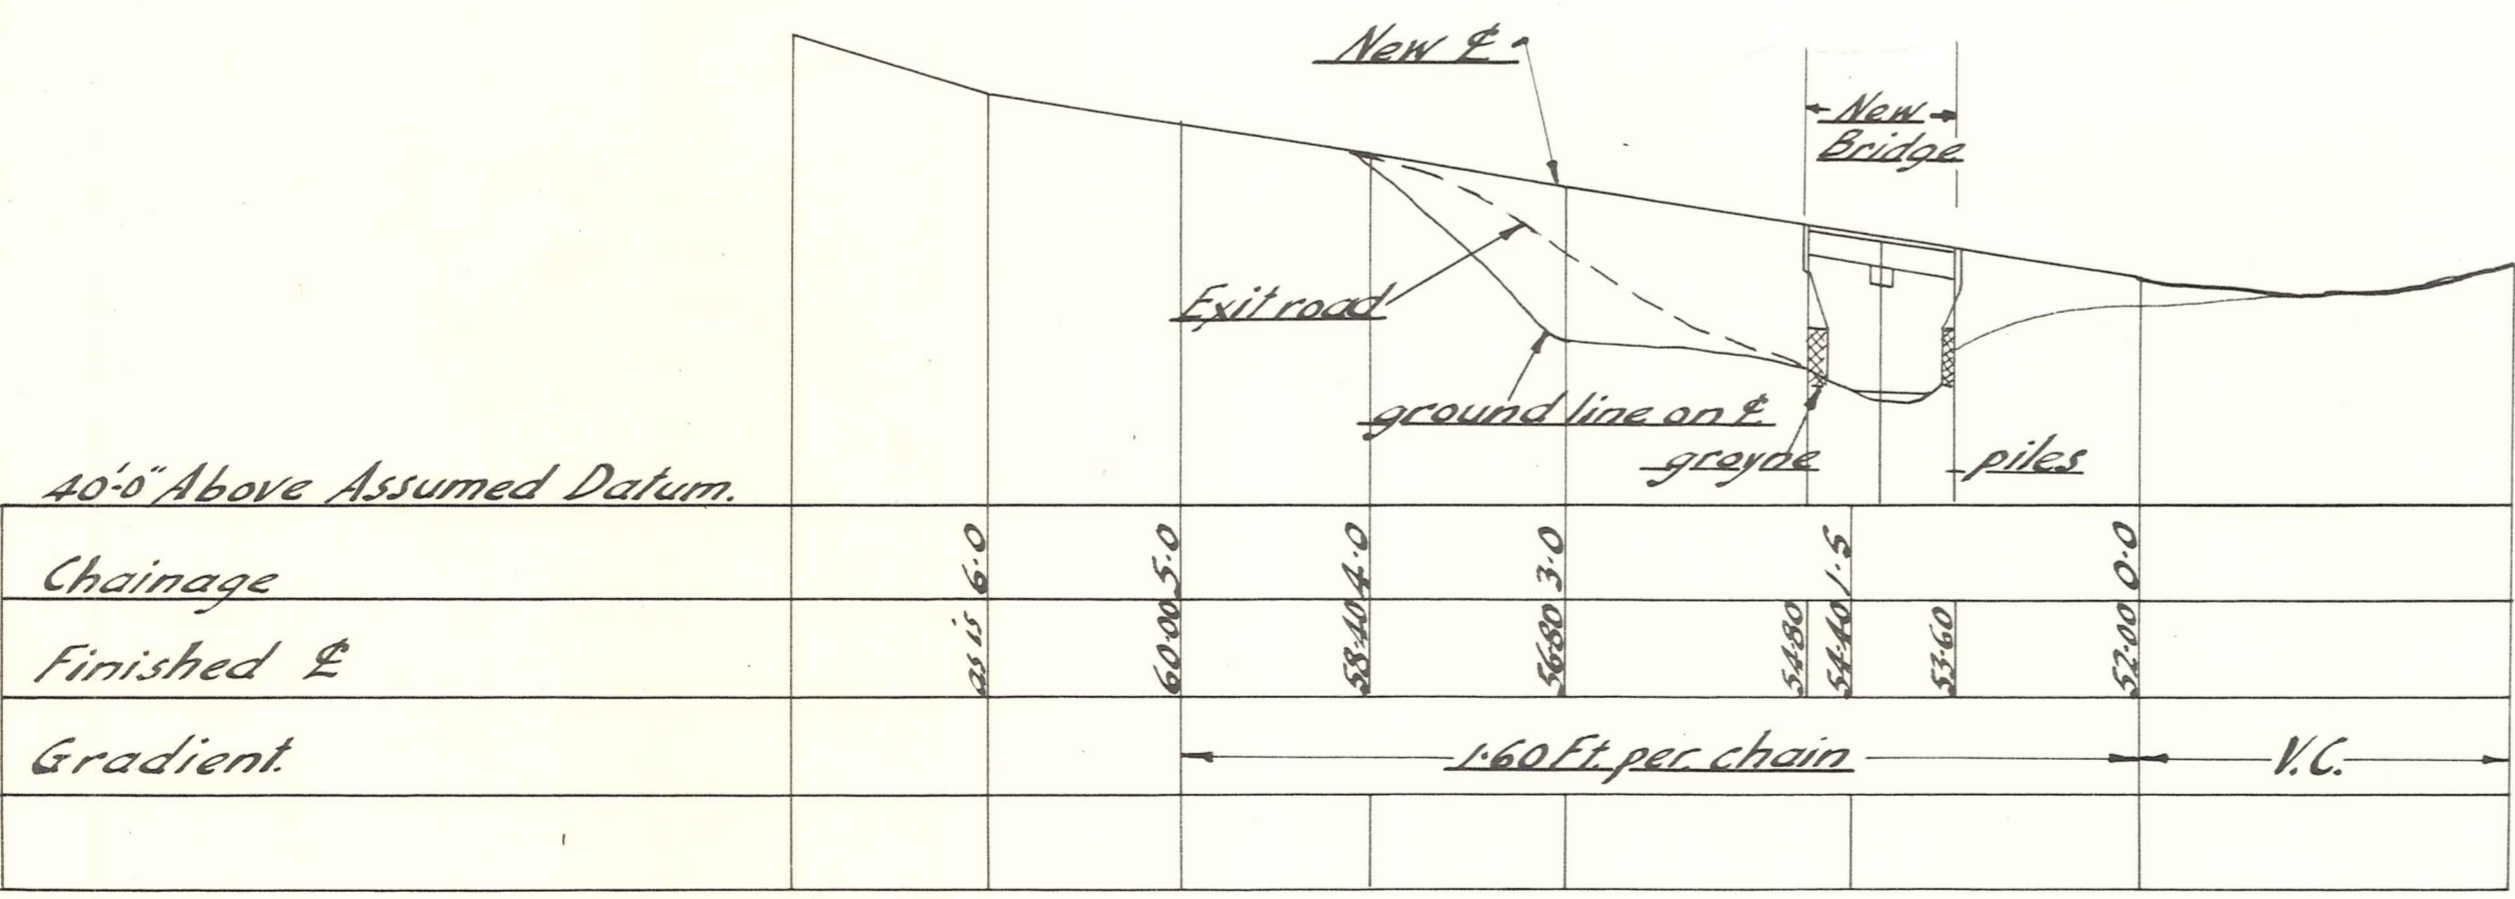 New ℄
New
Bridge
Exit road
ground line on ℄
groyne
piles
40'-0" Above Assumed Datum.
Chainage 6·0 5·0 4·0 3·0 1·5 0·0
Finished ℄ as is 60·00 58·40 56·80 54·80 54·40 53·60 52·00
Gradient. 1·60 Ft. per chain V.C.